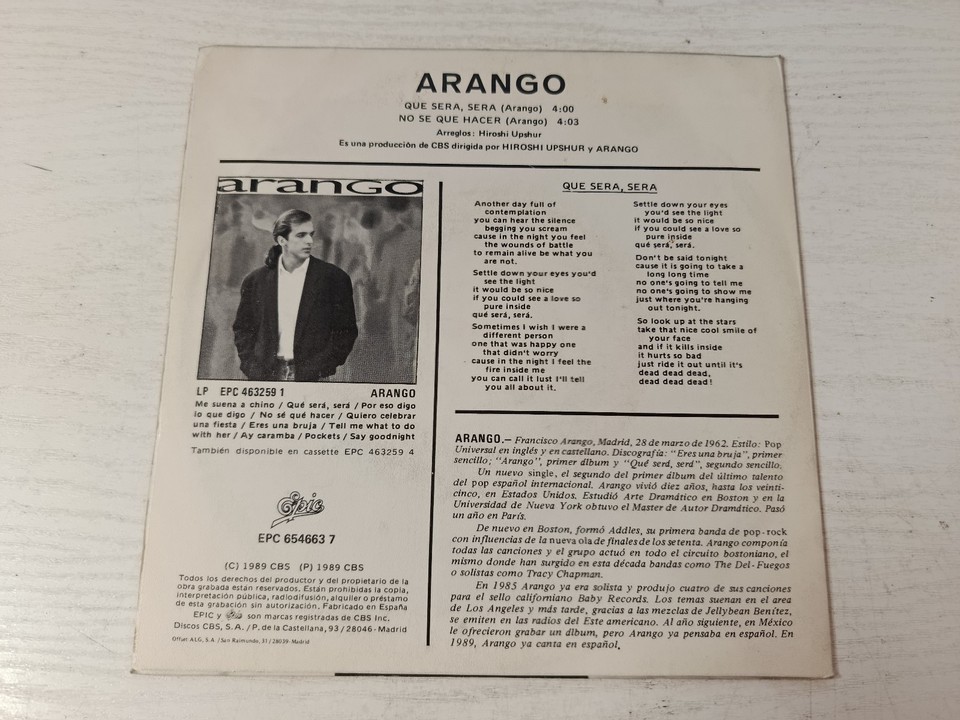 ARANGO
QUE SERA, SERA (Arango) 4:00
NO SE QUE HACER (Arango) 4:03
Arreglos: Hiroshi Upshur
Es una producción de CBS dirigida por HIROSHI UPSHUR y ARANGO
aranGO
LP EPC 463259 1 ARANGO
Me suena a chino / Qué será, será / Por eso digo
lo que digo / No sé qué hacer / Quiero celebrar
una fiesta / Eres una bruja / Tell me what to do
with her / Ay caramba / Pockets / Say goodnight
También disponible en cassette EPC 463259 4
Epic
EPC 654663 7
(C) 1989 CBS (P) 1989 CBS
Todos los derechos del productor y del propietario de la
obra grabada están reservados. Están prohibidas la copia,
interpretación pública, radiodifusión, alquiler o préstamo
de esta grabación sin autorización. Fabricado en España
EPIC y Epic son marcas registradas de CBS Inc.
Discos CBS, S.A. / P. de la Castellana, 93 / 28046 - Madrid
Offset ALG, S.A. / San Raimundo, 31 / 28039 - Madrid
QUE SERA, SERA
Another day full of
contemplation
you can hear the silence
begging you scream
cause in the night you feel
the wounds of battle
to remain alive be what you
are not.
Settle down your eyes you'd
see the light
it would be so nice
if you could see a love so
pure inside
qué será, será.
Sometimes I wish I were a
different person
one that was happy one
that didn't worry
cause in the night I feel the
fire inside me
you can call it lust I'll tell
you all about it.
Settle down your eyes
you'd see the light
it would be so nice
if you could see a love so
pure inside
qué será, será.
Don't be said tonight
cause it is going to take a
long long time
no one's going to tell me
no one's going to show me
just where you're hanging
out tonight.
So look up at the stars
take that nice cool smile of
your face
and if it kills inside
it hurts so bad
just ride it out until it's
dead dead dead,
dead dead dead!
ARANGO.— Francisco Arango, Madrid, 28 de marzo de 1962. Estilo: Pop
Universal en inglés y en castellano. Discografía: "Eres una bruja", primer
sencillo; "Arango", primer álbum y "Qué será, será", segundo sencillo.
Un nuevo single, el segundo del primer álbum del último talento
del pop español internacional. Arango vivió diez años, hasta los veinti-
cinco, en Estados Unidos. Estudió Arte Dramático en Boston y en la
Universidad de Nueva York obtuvo el Master de Autor Dramático. Pasó
un año en París.
De nuevo en Boston, formó Addles, su primera banda de pop-rock
con influencias de la nueva ola de finales de los setenta. Arango componía
todas las canciones y el grupo actuó en todo el circuito bostoniano, el
mismo donde han surgido en esta década bandas como The Del-Fuegos
o solistas como Tracy Chapman.
En 1985 Arango ya era solista y produjo cuatro de sus canciones
para el sello californiano Baby Records. Los temas suenan en el area
de Los Angeles y más tarde, gracias a las mezclas de Jellybean Benítez,
se emiten en las radios del Este americano. Al año siguiente, en México
le ofrecieron grabar un álbum, pero Arango ya pensaba en español. En
1989, Arango ya canta en español.